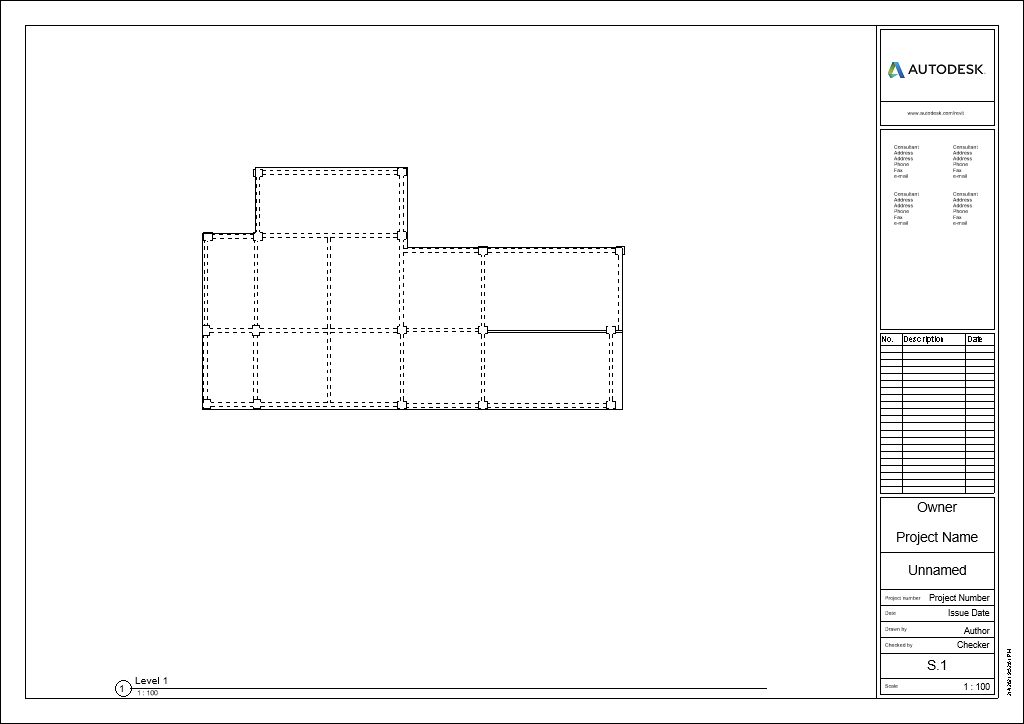 AUTODESK.
www.autodesk.com/revit
Consultant
Address
Address
Phone
Fax
e-mail
Consultant
Address
Address
Phone
Fax
e-mail
Consultant
Address
Address
Phone
Fax
e-mail
Consultant
Address
Address
Phone
Fax
e-mail
No. Description Date
Owner
Project Name
Unnamed
Project number Project Number
Date Issue Date
Drawn by Author
Checked by Checker
S.1
Scale 1 : 100
1 Level 1
1 : 100